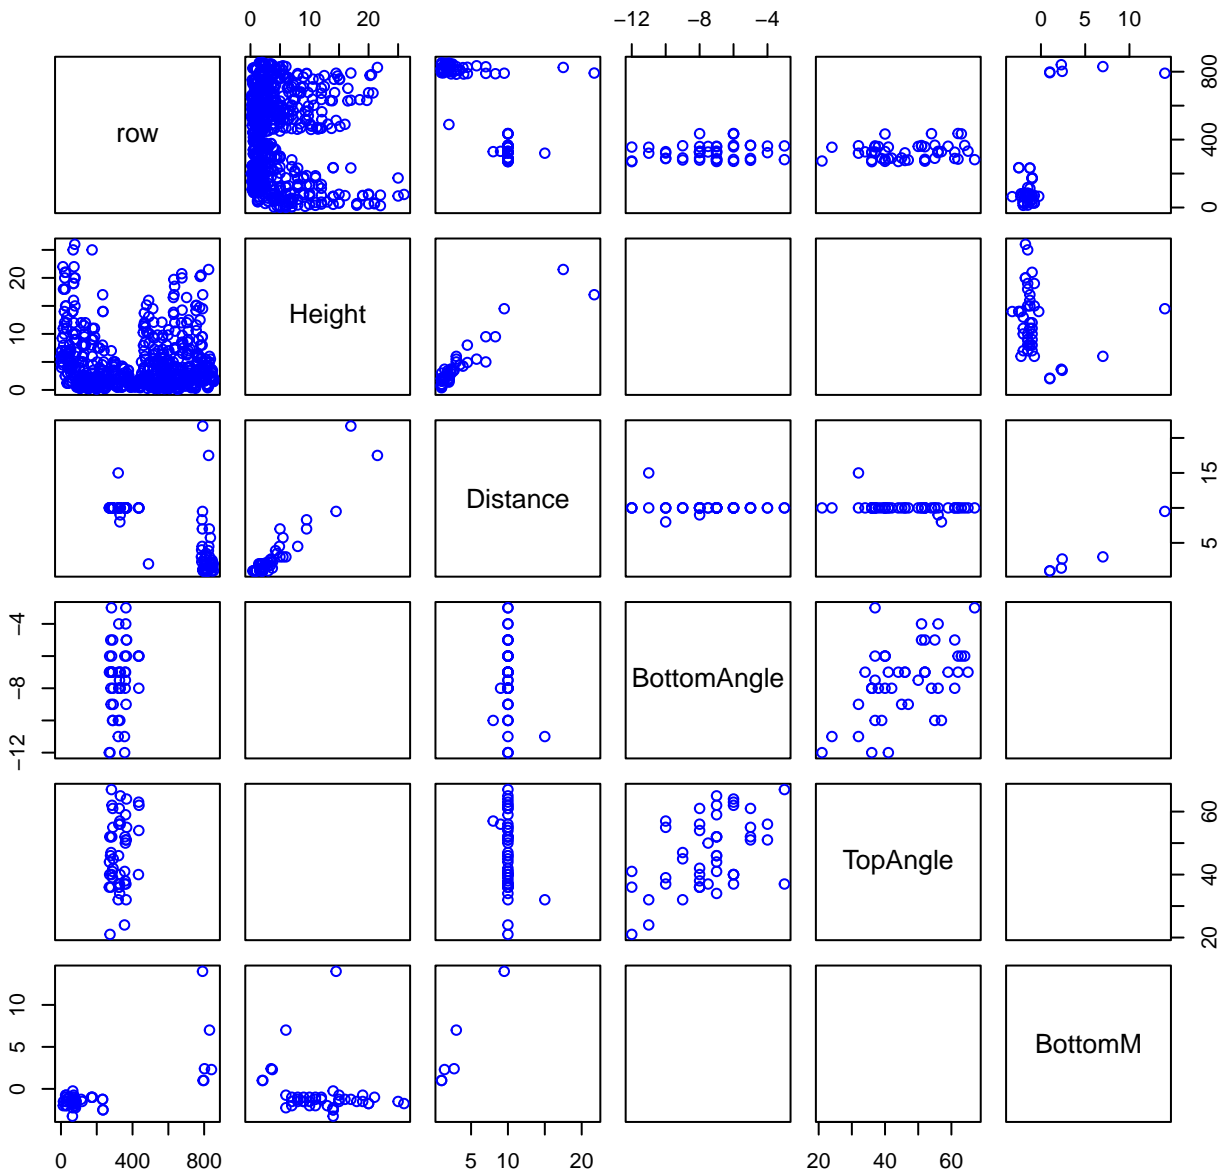 0 10 20 −12 −8 −4 0 5 10
row 0 400 800
0 10 20 Height
Distance 5 15
−12 −8 −4 BottomAngle
TopAngle 20 40 60
0 5 10 BottomM
0 400 800 5 10 20 20 40 60